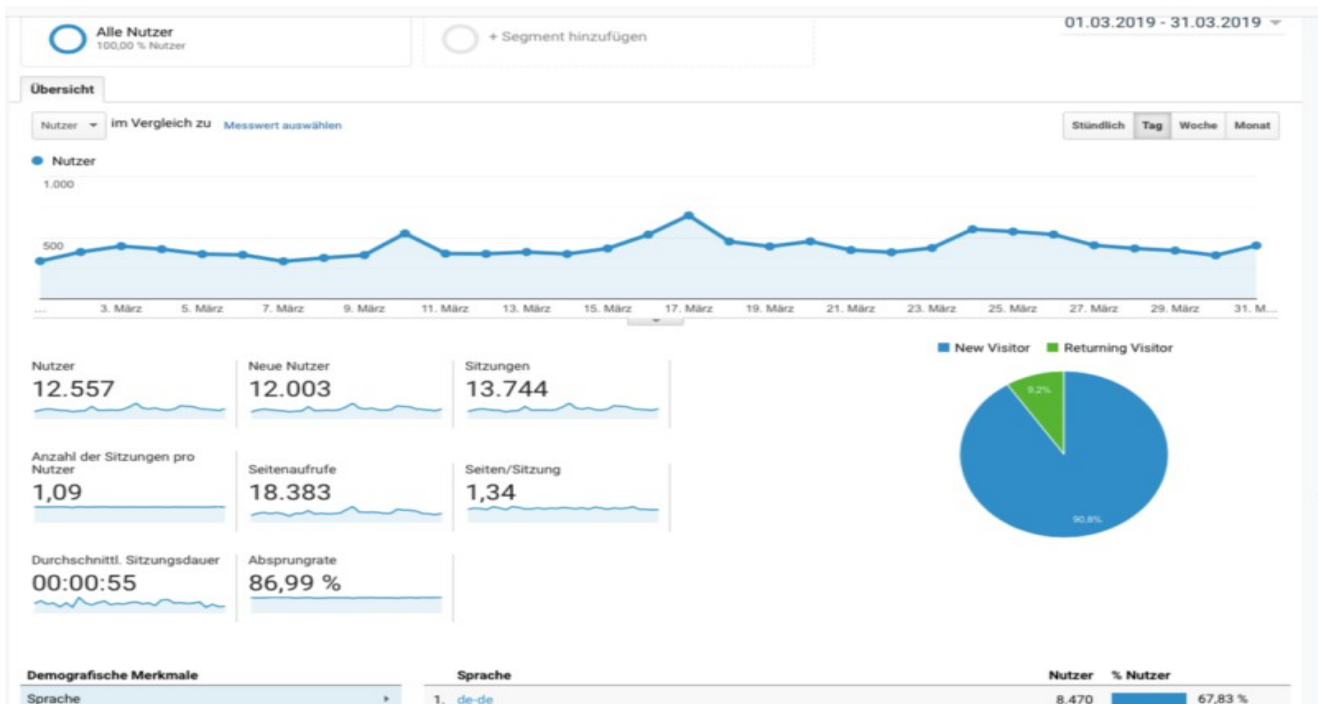 Alle Nutzer
100,00 % Nutzer
+ Segment hinzufügen
01.03.2019 - 31.03.2019
Übersicht
Nutzer im Vergleich zu Messwert auswählen
Stündlich Tag Woche Monat
Nutzer
1.000
500
... 3. März 5. März 7. März 9. März 11. März 13. März 15. März 17. März 19. März 21. März 23. März 25. März 27. März 29. März 31. M...
New Visitor Returning Visitor
Nutzer
12.557
Neue Nutzer
12.003
Sitzungen
13.744
Anzahl der Sitzungen pro
Nutzer
1,09
Seitenaufrufe
18.383
Seiten/Sitzung
1,34
Durchschnittl. Sitzungsdauer
00:00:55
Absprungrate
86,99 %
9,2%
90,8%
Demografische Merkmale
Sprache
Sprache Nutzer % Nutzer
1. de-de 8.470 67,83 %